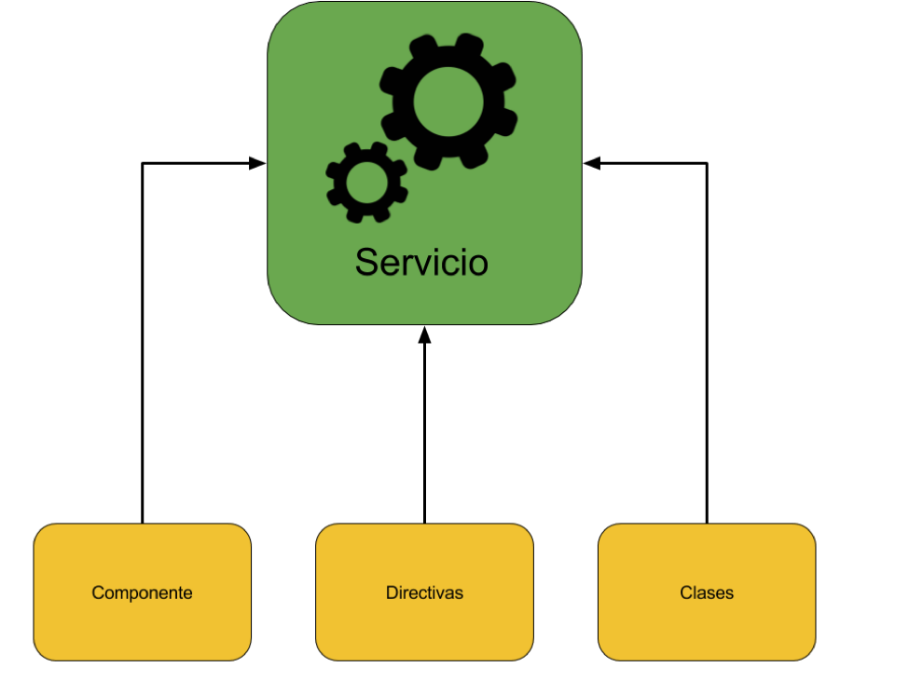 Servicio
Componente
Directivas
Clases